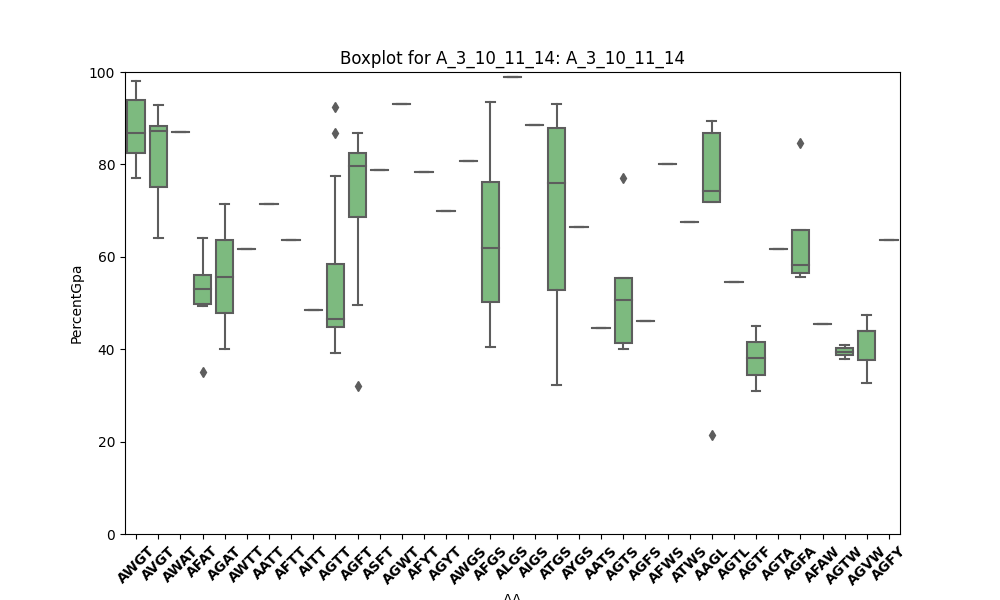 Boxplot for A_3_10_11_14: A_3_10_11_14
100
80
60
40
20
0
PercentGpa
AWGT AVGT AWAT AFAT AGAT AWTT AATT AFTT AITT AGTT AGFT ASFT AGWT AFYT AGYT AWGS AFGS ALGS AIGS ATGS AYGS AATS AGTS AGFS AFWS ATWS AAGL AGTL AGTF AGTA AGFA AFAW AGTW AGVW AGFY
AA